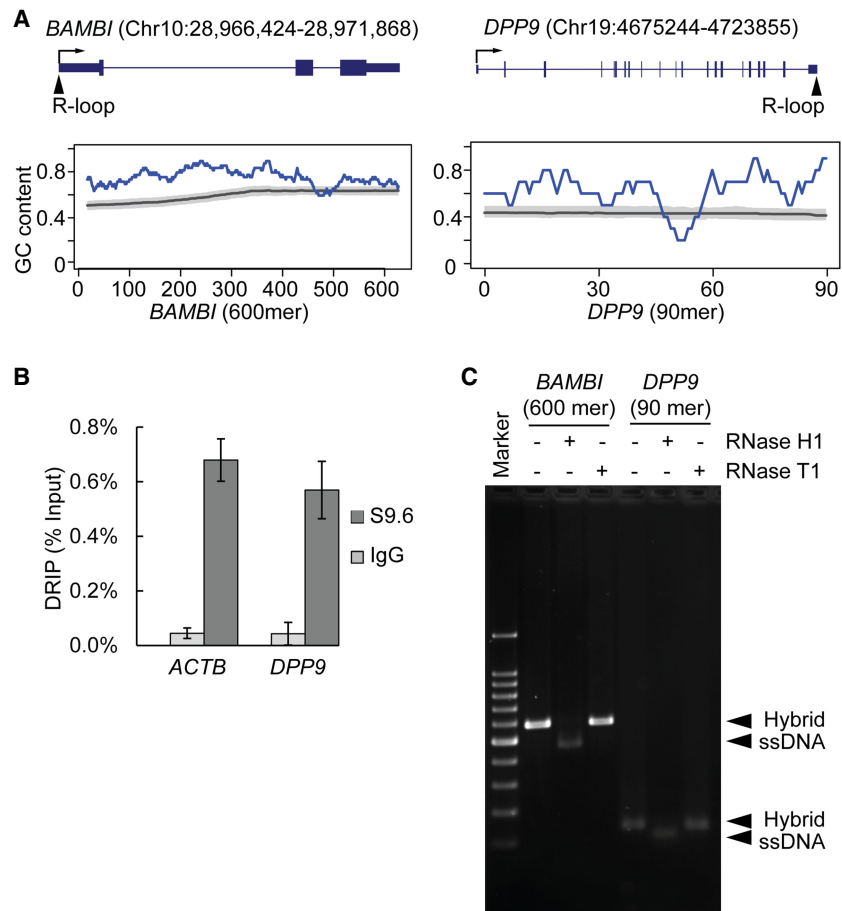 A
BAMBI (Chr10:28,966,424-28,971,868)
R-loop
DPP9 (Chr19:4675244-4723855)
R-loop
GC content
0.8
0.4
0
0 100 200 300 400 500 600
BAMBI (600mer)
0.8
0.4
0
0 30 60 90
DPP9 (90mer)
B
DRIP (% Input)
0.8%
0.6%
0.4%
0.2%
0.0%
ACTB DPP9
S9.6
IgG
C
Marker
BAMBI
(600 mer)
DPP9
(90 mer)
- + - - + - RNase H1
- - + - - + RNase T1
Hybrid
ssDNA
Hybrid
ssDNA